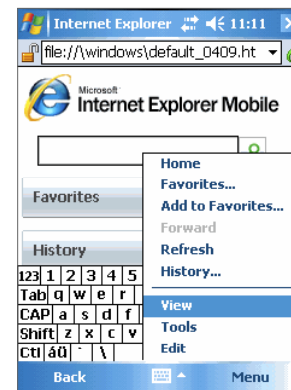 Internet Explorer 11:11
file://\windows\default_0409.ht
Microsoft
Internet Explorer Mobile
Home
Favorites...
Add to Favorites...
Forward
Refresh
History...
View
Tools
Edit
Favorites
History
123 1 2 3 4 5
Tab q w e r
CAP a s d f
Shift z x c v
Ctl áü ` \
Back Menu